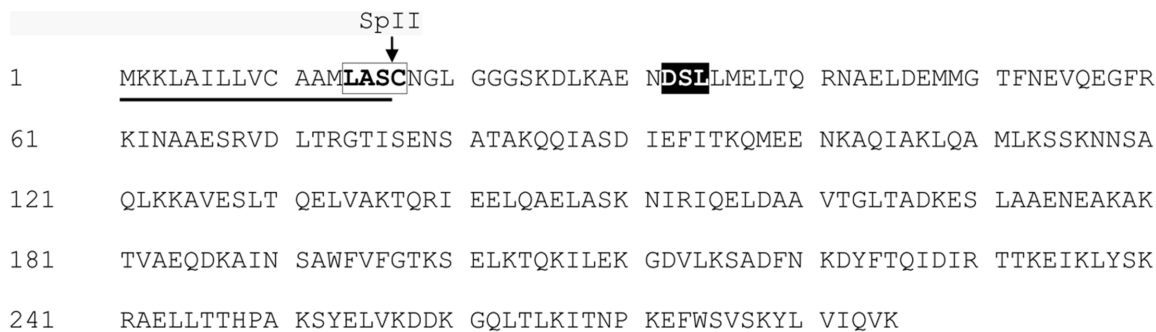 SpII
1 MKKLAILLVC AAMLASCNGL GGGSKDLKAE NDSLLMELTQ RNAELDEMMG TFNEVQEGFR
61 KINAAESRVD LTRGTISENS ATAKQQIASD IEFITKQMEE NKAQIAKLQA MLKSSKNNSA
121 QLKKAVESLT QELVAKTQRI EELQAELASK NIRIQELDAA VTGLTADKES LAAENEAKAK
181 TVAEQDKAIN SAWFVFGTKS ELKTQKILEK GDVLKSADFN KDYFTQIDIR TTKEIKLYSK
241 RAELLTTHPA KSYELVKDDK GQLTLKITNP KEFWSVSKYL VIQVK